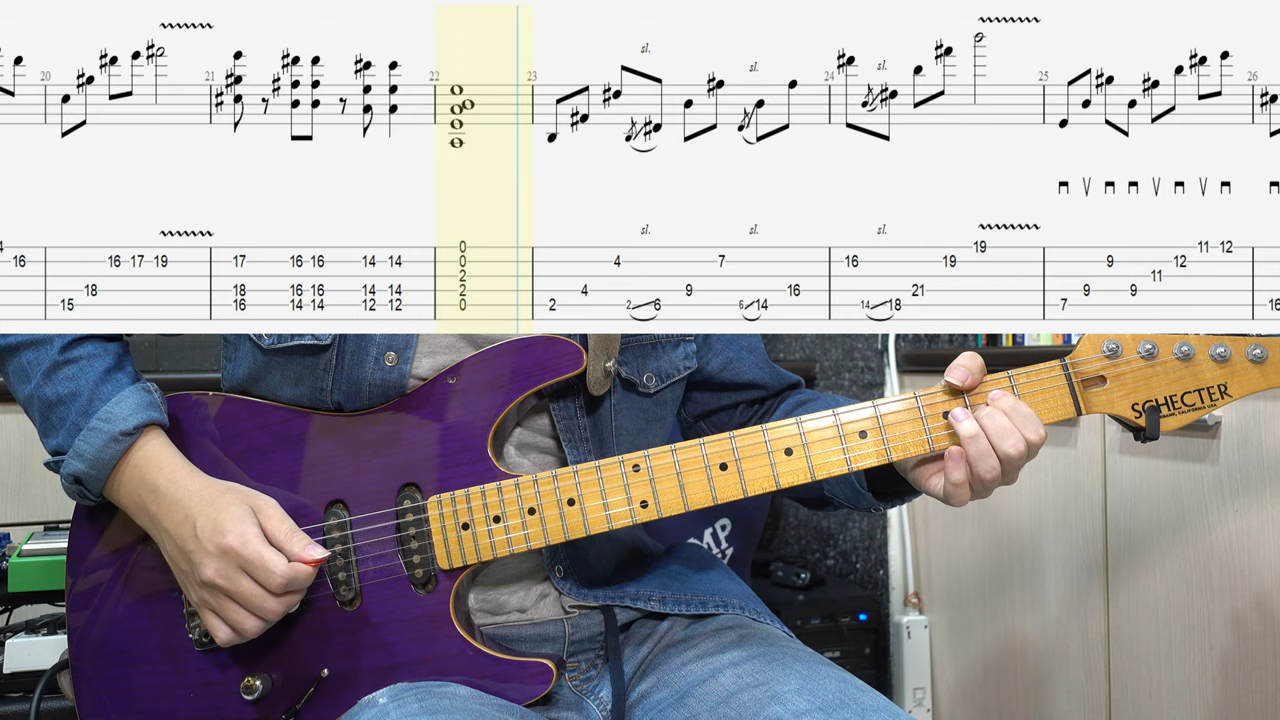 20 21 22 23 24 25 26
sl. sl. sl.
sl. sl. sl.
4 16 16 17 19 17 16 16 14 14 0 0 4 7 16 19 19 9 12 11 12
15 18 18 16 16 14 14 2 2 4 9 16 21 9 9 11
16 14 14 12 12 0 2 2 6 6 14 14 18 7 16
SCHECTER